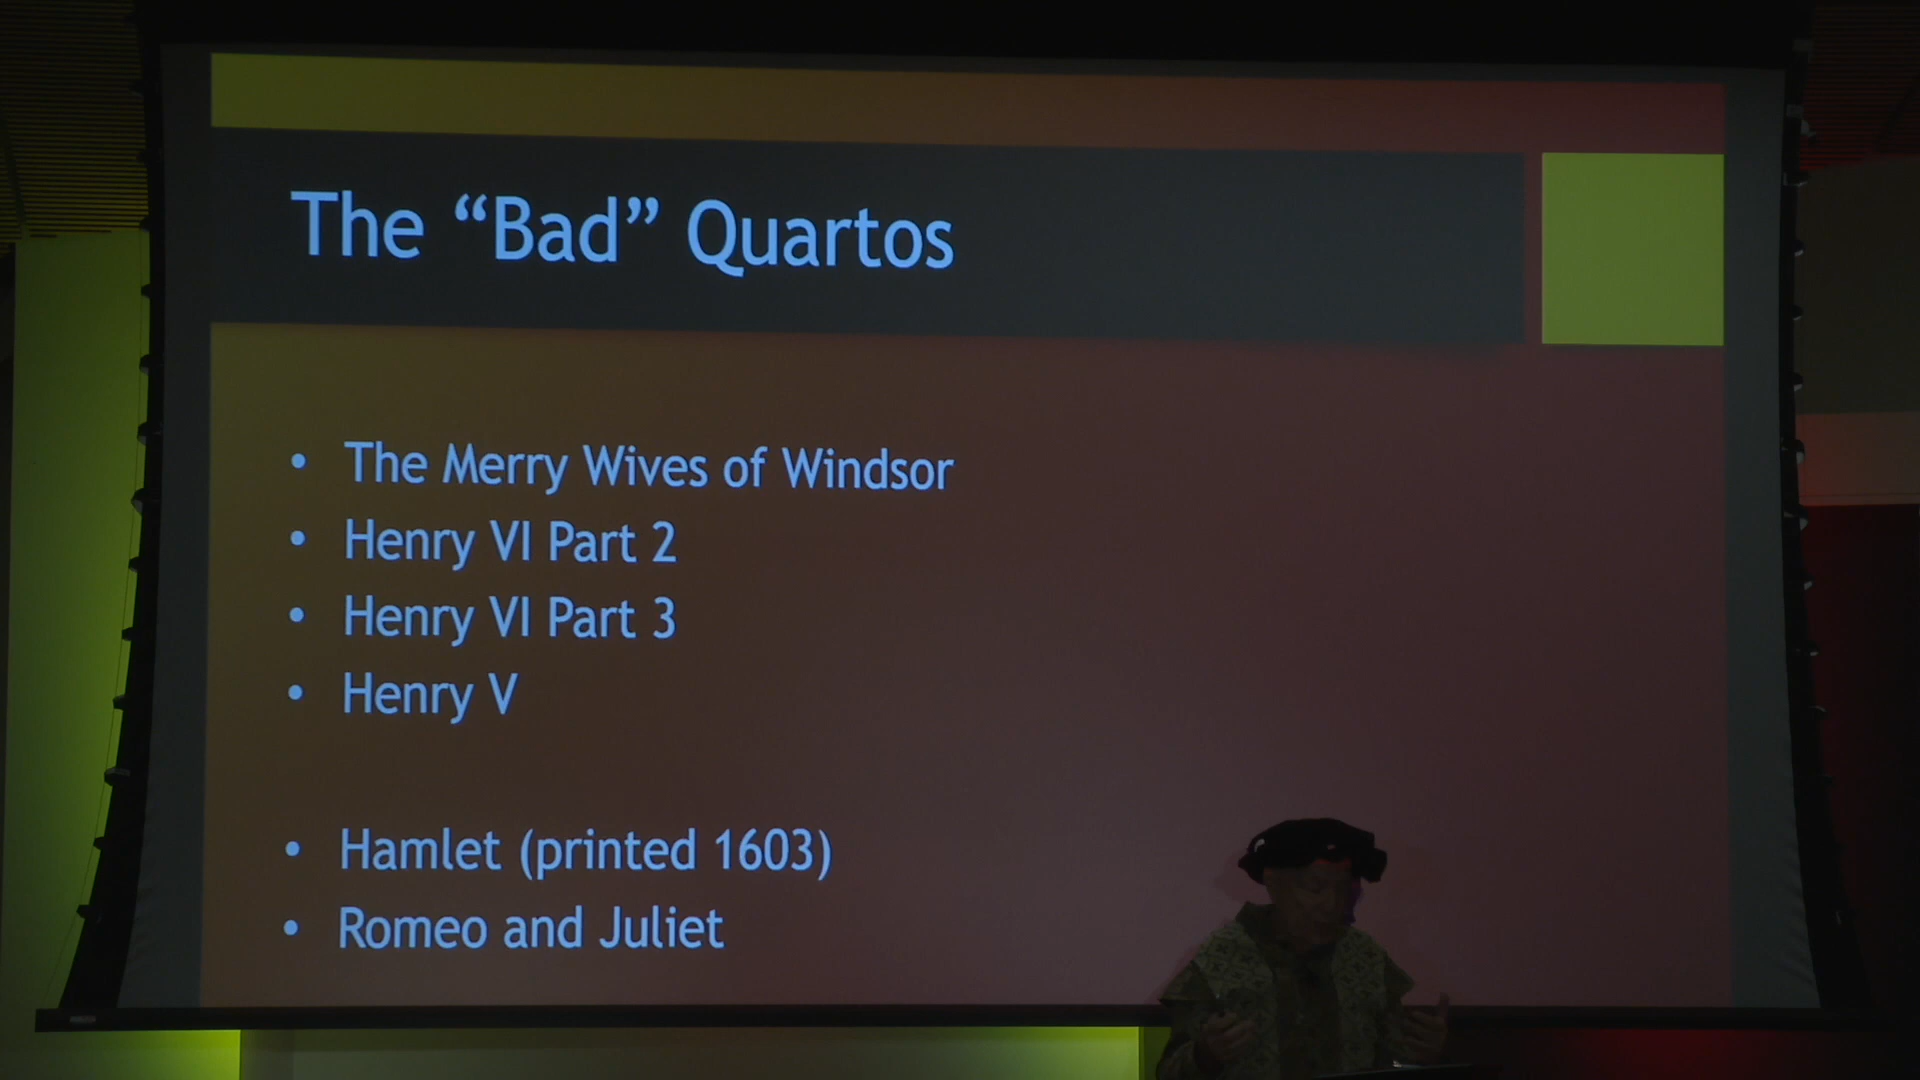 The “Bad” Quartos
• The Merry Wives of Windsor
• Henry VI Part 2
• Henry VI Part 3
• Henry V
• Hamlet (printed 1603)
• Romeo and Juliet